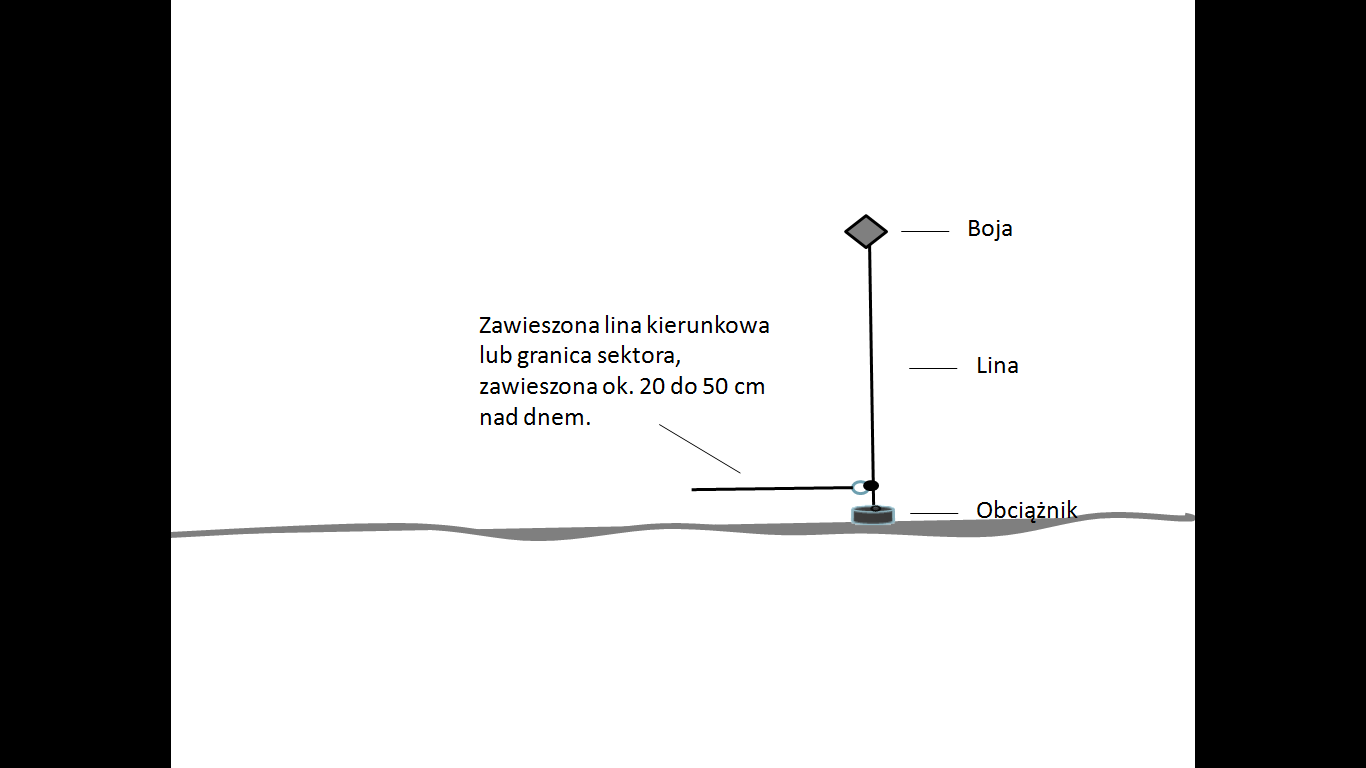 Boja
Zawieszona lina kierunkowa
lub granica sektora,
zawieszona ok. 20 do 50 cm
nad dnem.
Lina
Obciążnik